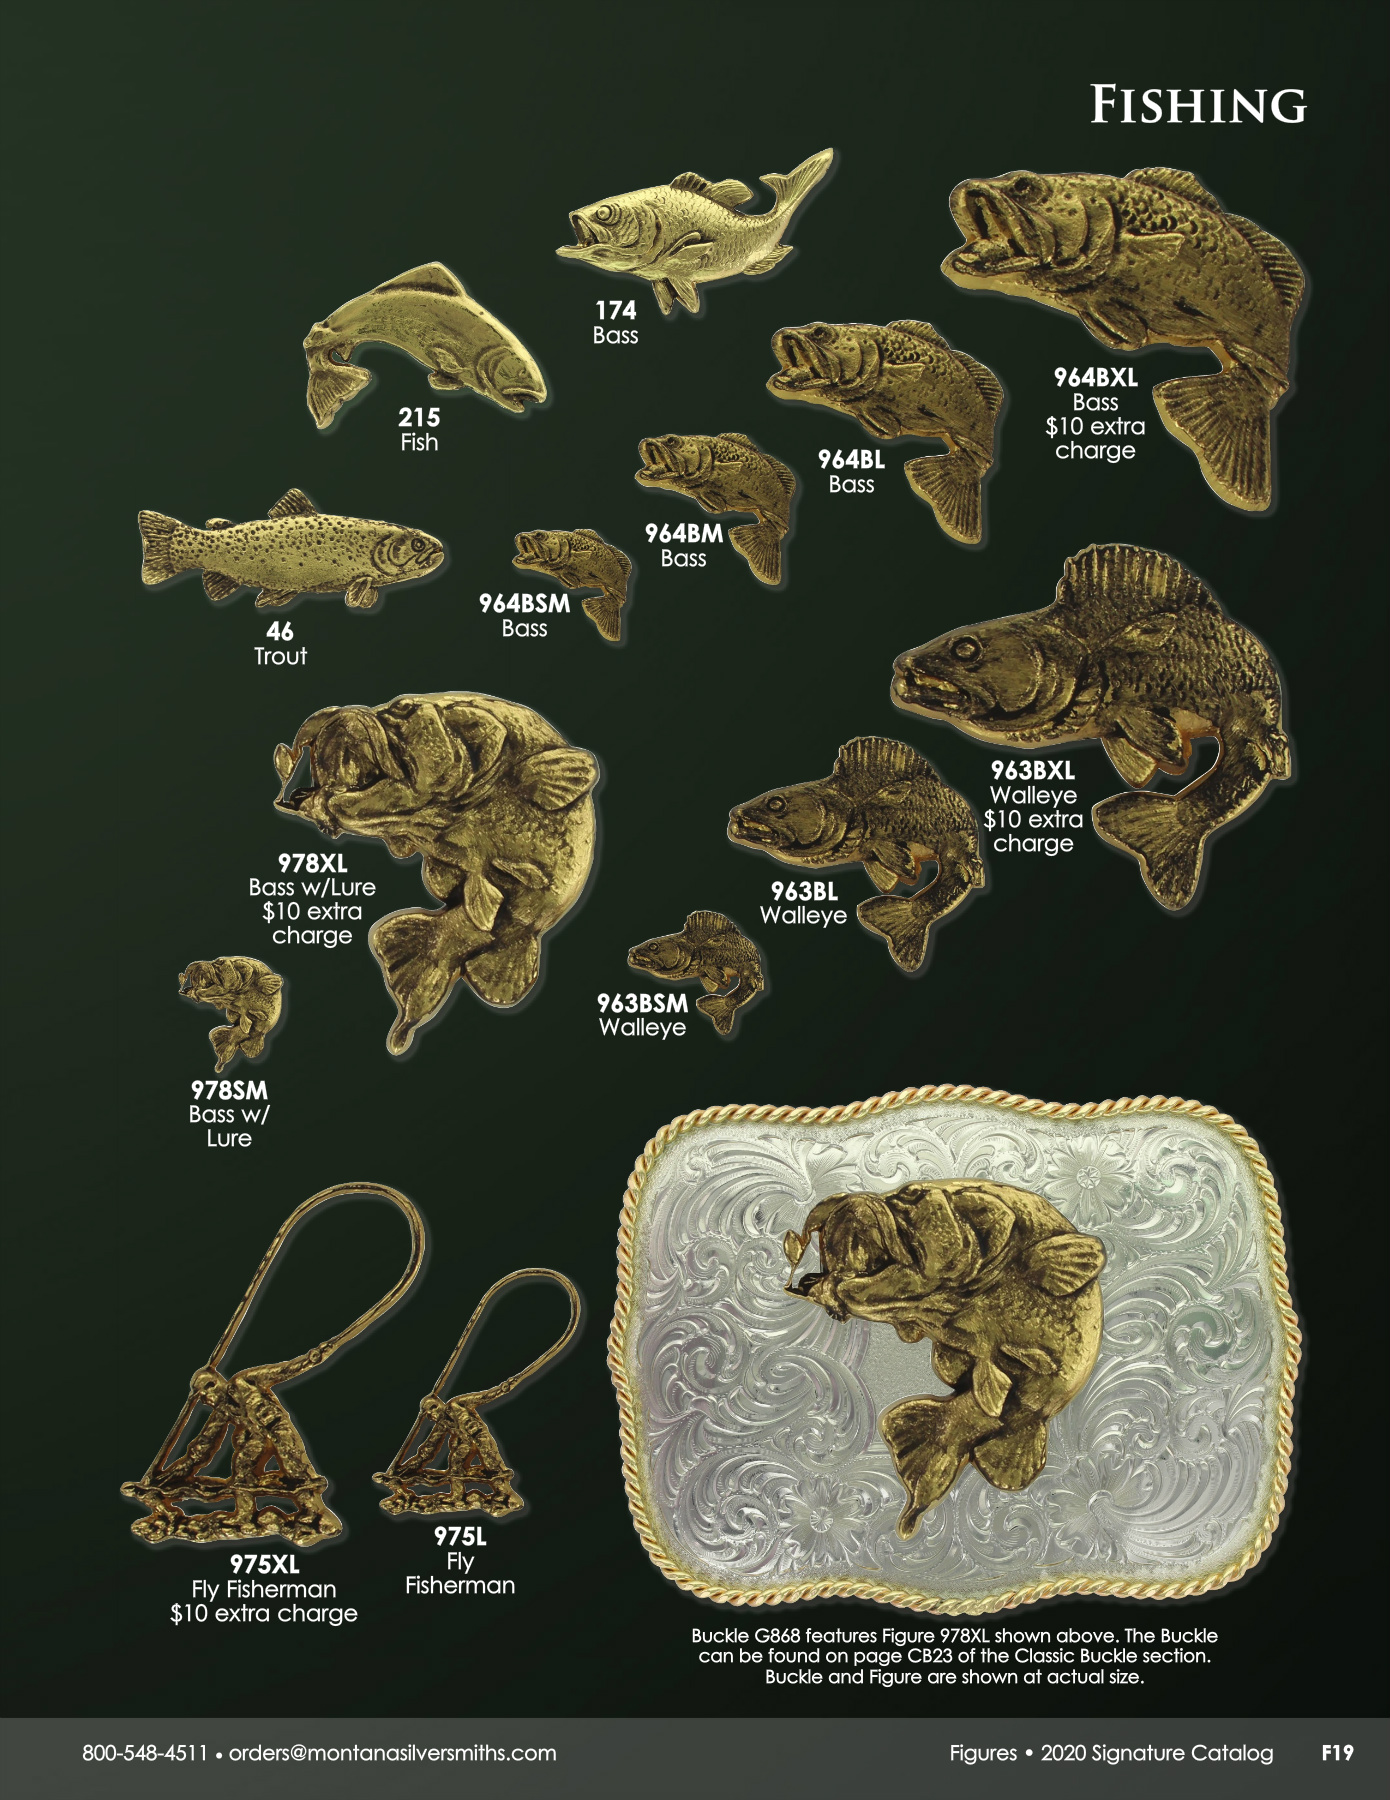 FISHING
174
Bass
215
Fish
964BXL
Bass
$10 extra
charge
964BL
Bass
964BM
Bass
964BSM
Bass
46
Trout
963BXL
Walleye
$10 extra
charge
978XL
Bass w/Lure
$10 extra
charge
963BL
Walleye
963BSM
Walleye
978SM
Bass w/
Lure
975L
Fly
Fisherman
975XL
Fly Fisherman
$10 extra charge
Buckle G868 features Figure 978XL shown above. The Buckle
can be found on page CB23 of the Classic Buckle section.
Buckle and Figure are shown at actual size.
800-548-4511 • orders@montanasilversmiths.com
Figures • 2020 Signature Catalog F19